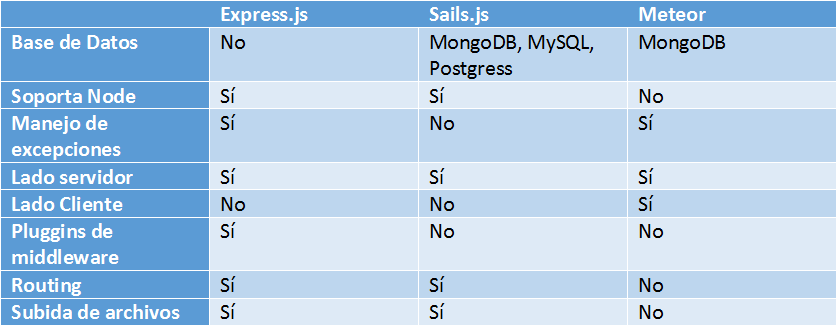 Express.js Sails.js Meteor
Base de Datos No MongoDB, MySQL, MongoDB
Postgress
Soporta Node Sí Sí No
Manejo de Sí No Sí
excepciones
Lado servidor Sí Sí Sí
Lado Cliente No No Sí
Pluggins de Sí No No
middleware
Routing Sí Sí No
Subida de archivos Sí Sí No